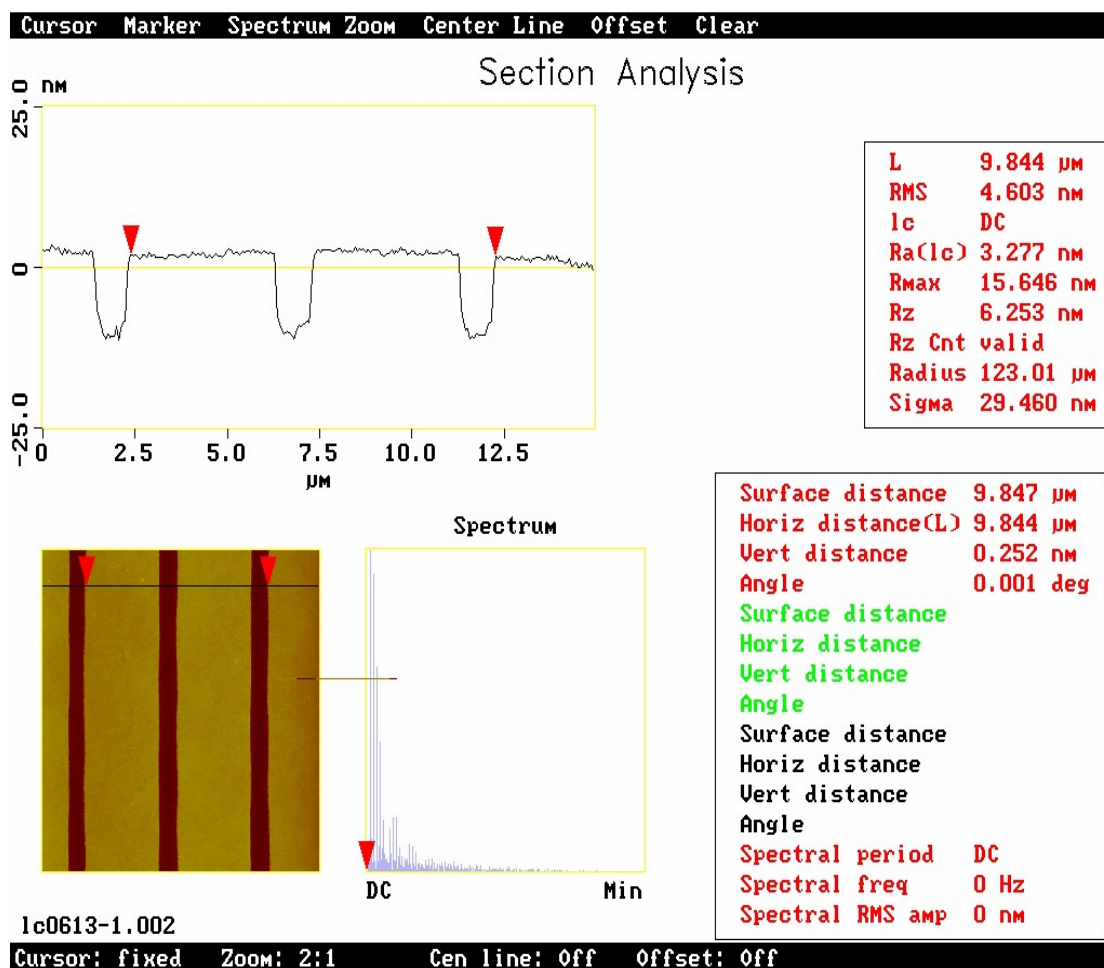 Cursor Marker Spectrum Zoom Center Line Offset Clear
Section Analysis
nM
25.0
0
-25.0
0 2.5 5.0 7.5 10.0 12.5
µM
L 9.844 µM
RMS 4.603 nM
lc DC
Ra(lc) 3.277 nM
RMax 15.646 nM
Rz 6.253 nM
Rz Cnt valid
Radius 123.01 µM
SigMa 29.460 nM
Surface distance 9.847 µM
Horiz distance(L) 9.844 µM
Vert distance 0.252 nM
Angle 0.001 deg
Surface distance
Horiz distance
Vert distance
Angle
Surface distance
Horiz distance
Vert distance
Angle
Spectral period DC
Spectral freq 0 Hz
Spectral RMS amp 0 nM
Spectrum
DC Min
lc0613-1.002
Cursor: fixed Zoom: 2:1 Cen line: Off Offset: Off